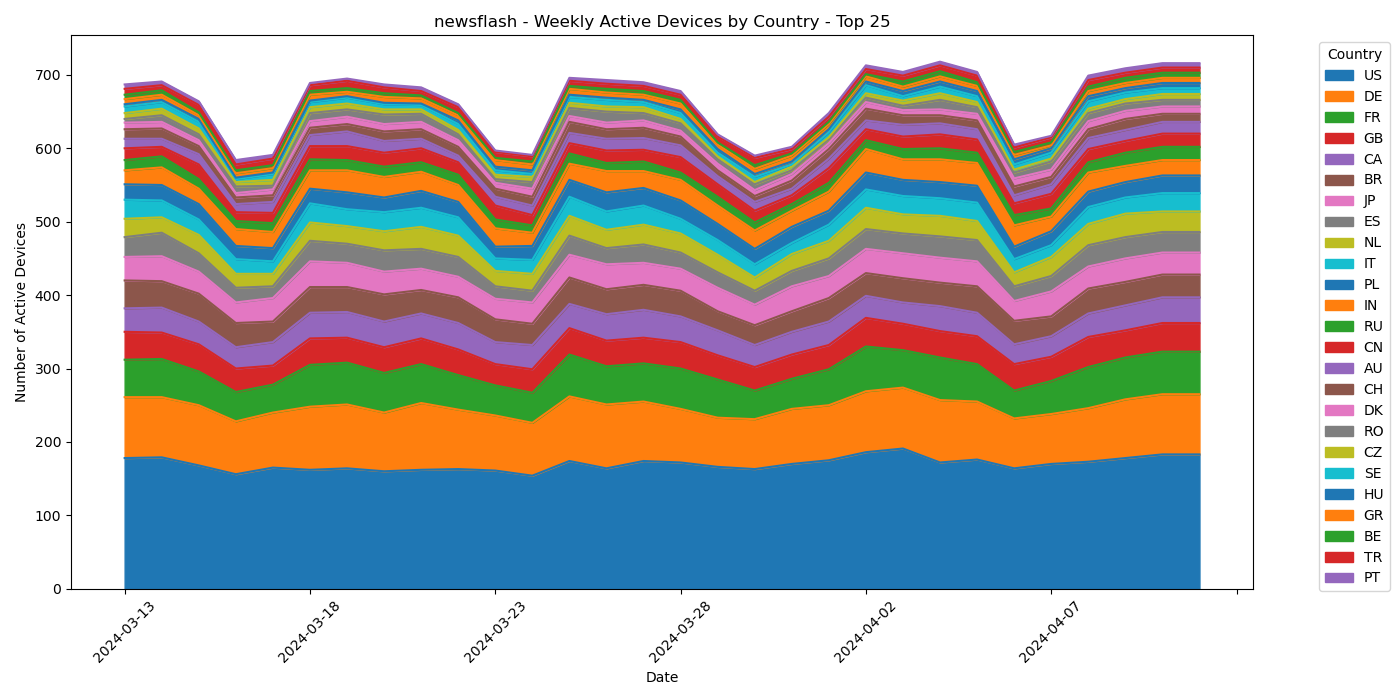 newsflash - Weekly Active Devices by Country - Top 25
Number of Active Devices
700
600
500
400
300
200
100
0
2024-03-13
2024-03-18
2024-03-23
2024-03-28
2024-04-02
2024-04-07
Date
Country
US
DE
FR
GB
CA
BR
JP
ES
NL
IT
PL
IN
RU
CN
AU
CH
DK
RO
CZ
SE
HU
GR
BE
TR
PT